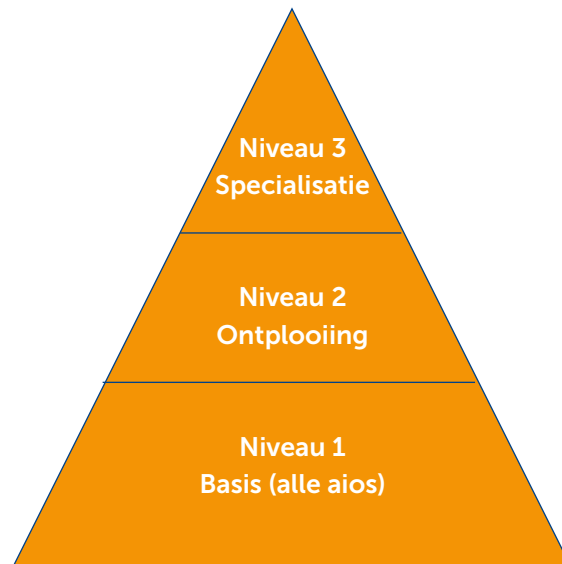 Niveau 3
Specialisatie
Niveau 2
Ontplooiing
Niveau 1
Basis (alle aios)